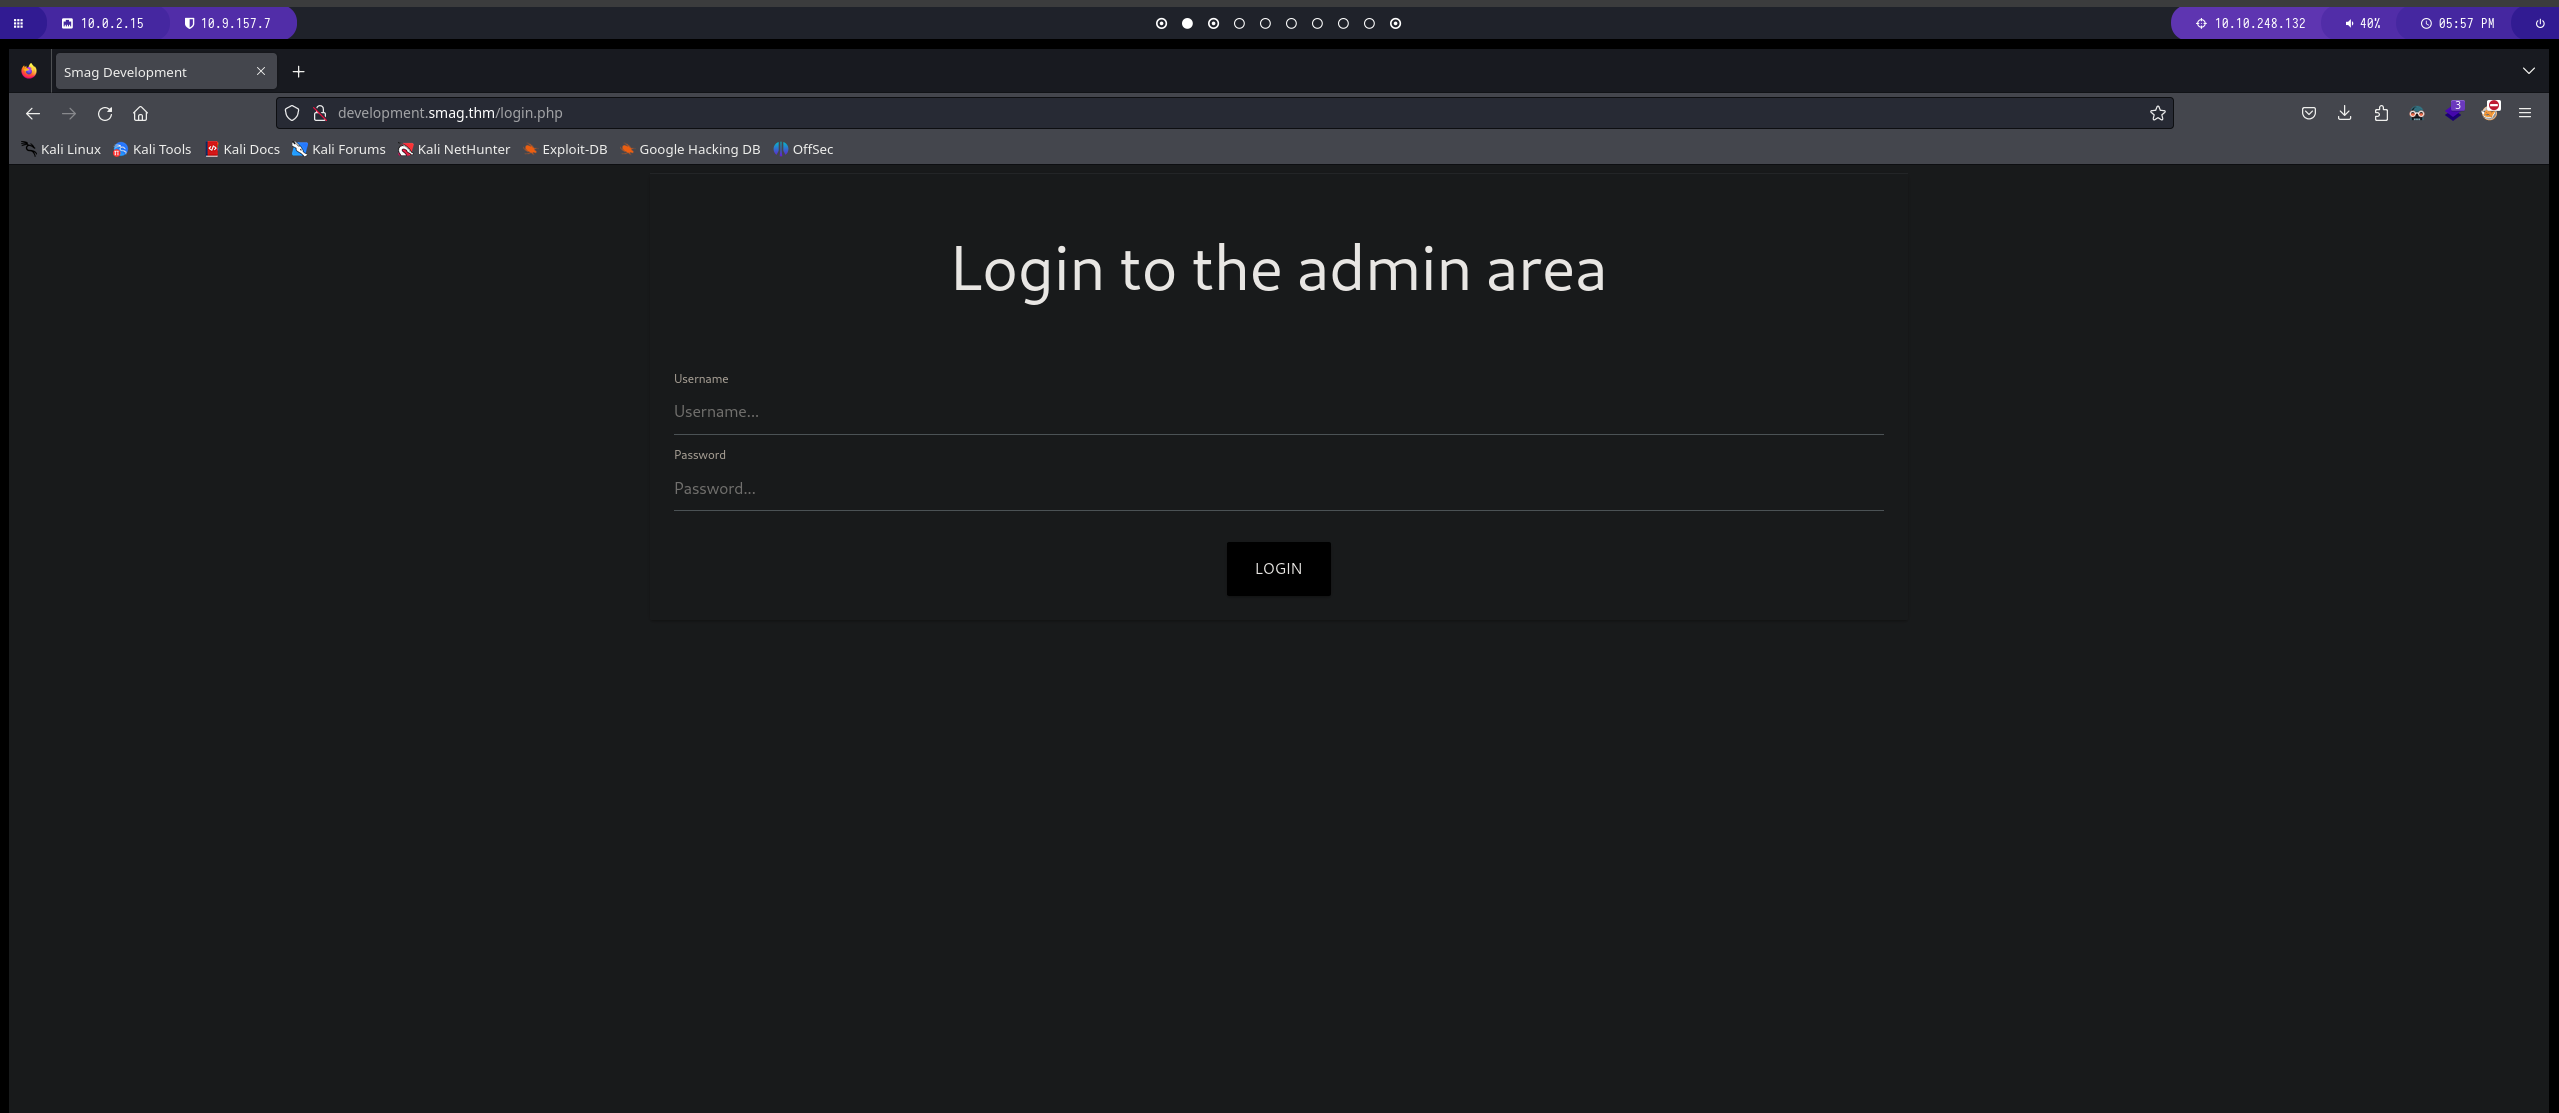 10.0.2.15 10.9.157.7 10.10.248.132 40% 05:57 PM
Smag Development
development.smag.thm/login.php 3
Kali Linux Kali Tools Kali Docs Kali Forums Kali NetHunter Exploit-DB Google Hacking DB OffSec
Login to the admin area
Username
Username...
Password
Password...
LOGIN